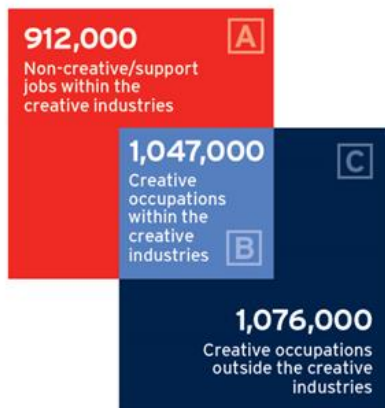 912,000
A
Non-creative/support
jobs within the
creative industries
1,047,000
C
Creative
occupations
within the
creative
industries
B
1,076,000
Creative occupations
outside the creative
industries